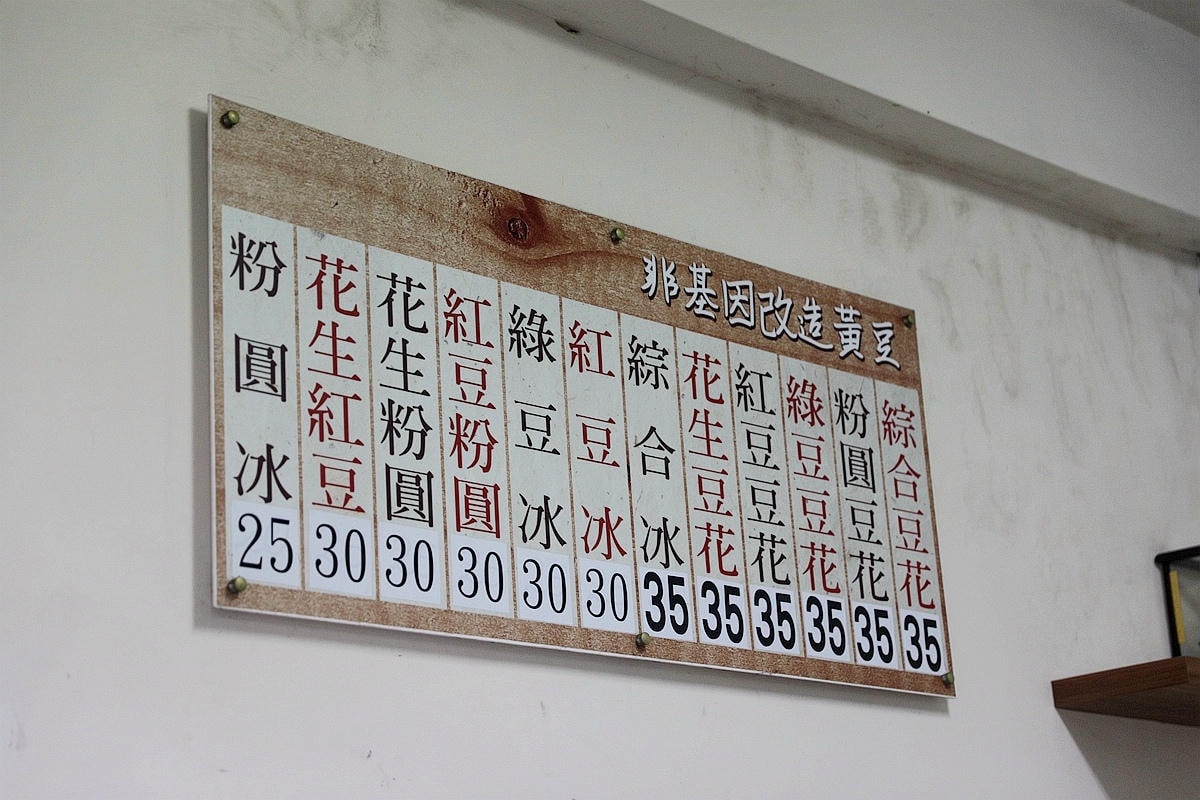 非基因改造黃豆
綜合豆花 35
粉圓豆花 35
綠豆豆花 35
紅豆豆花 35
花生豆花 35
綜合冰 35
紅豆冰 30
綠豆冰 30
紅豆粉圓 30
花生粉圓 30
花生紅豆 30
粉圓冰 25